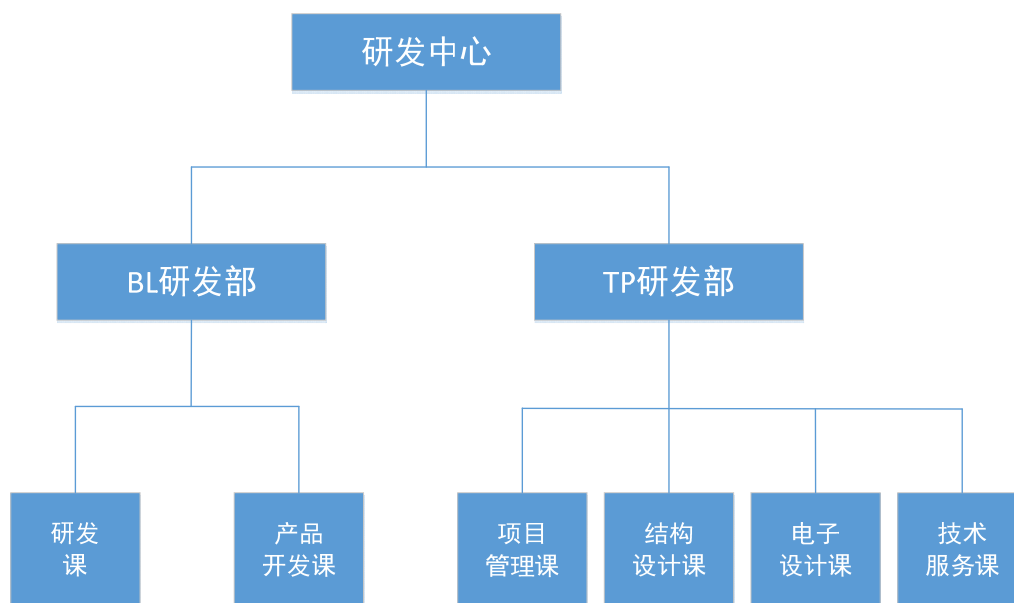 研发中心
BL研发部
TP研发部
研发
课
产品
开发课
项目
管理课
结构
设计课
电子
设计课
技术
服务课